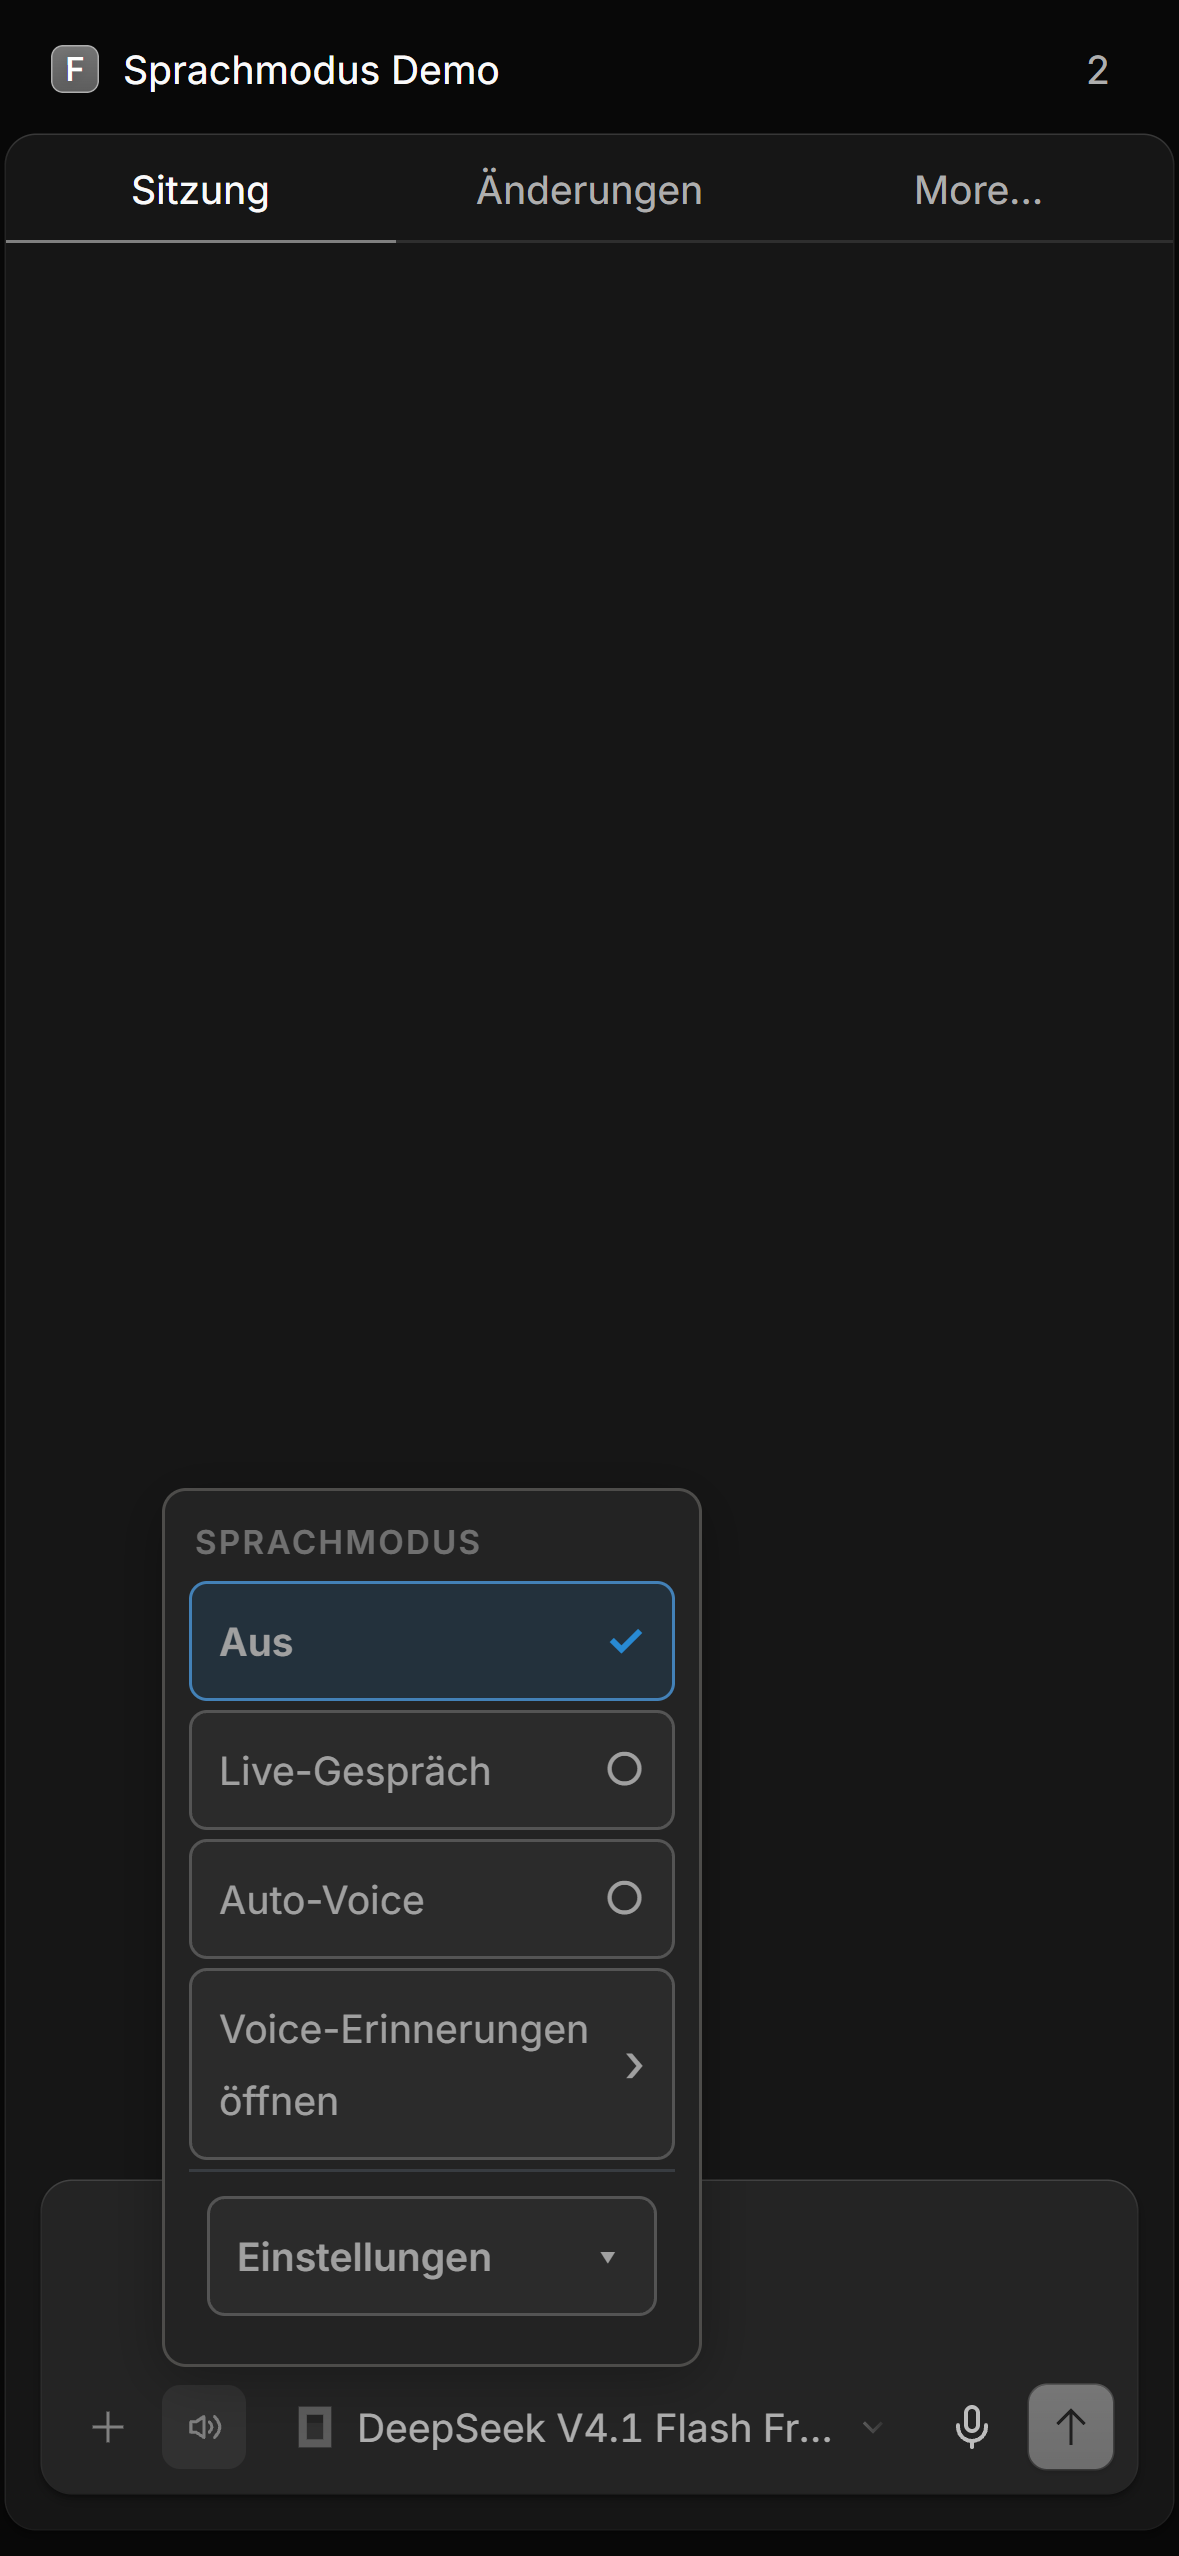 F Sprachmodus Demo 2
Sitzung Änderungen More...
SPRACHMODUS
Aus
Live-Gespräch
Auto-Voice
Voice-Erinnerungen
öffnen
Einstellungen
DeepSeek V4.1 Flash Fr...